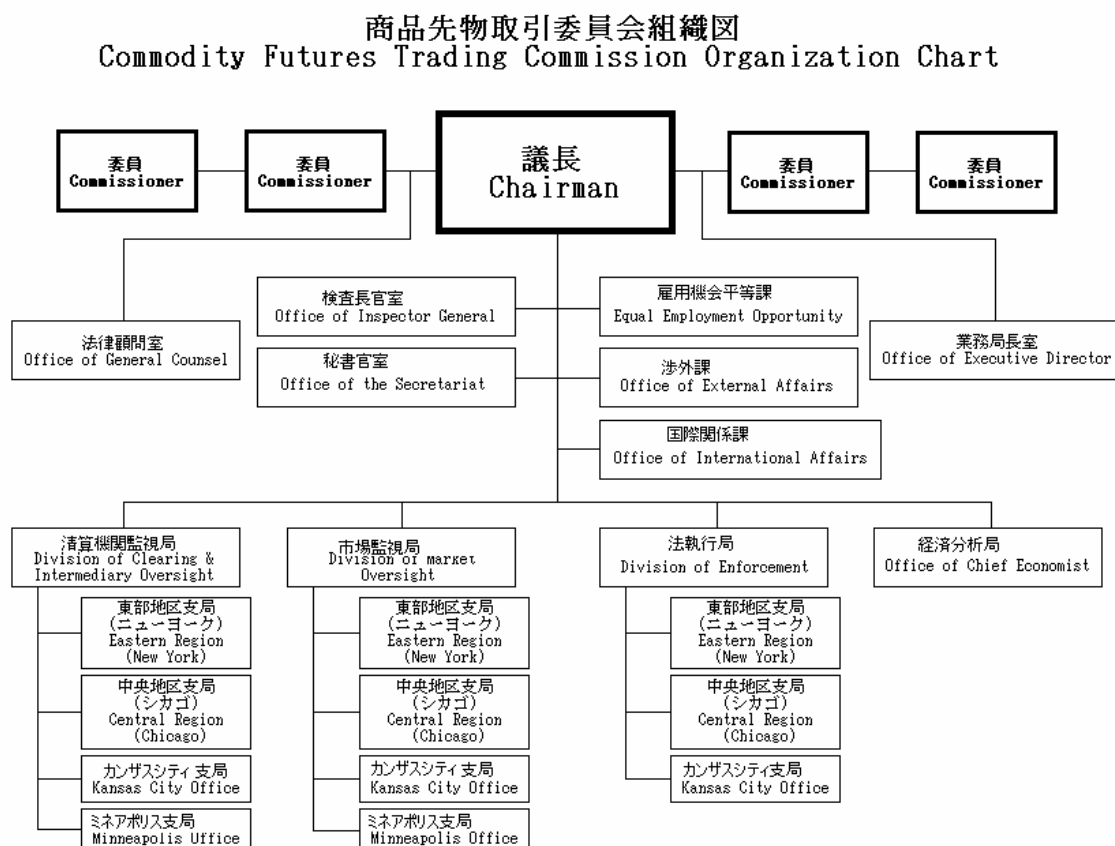 商品先物取引委員会組織図
Commodity Futures Trading Commission Organization Chart
委員
Commissioner
委員
Commissioner
議長
Chairman
委員
Commissioner
委員
Commissioner
検査長官室
Office of Inspector General
雇用機会平等課
Equal Employment Opportunity
法律顧問室
Office of General Counsel
秘書官室
Office of the Secretariat
渉外課
Office of External Affairs
業務局長室
Office of Executive Director
国際関係課
Office of International Affairs
清算機関監視局
Division of Clearing &
Intermediary Oversight
市場監視局
Division of market
Oversight
法執行局
Division of Enforcement
経済分析局
Office of Chief Economist
東部地区支局
(ニューヨーク)
Eastern Region
(New York)
中央地区支局
(シカゴ)
Central Region
(Chicago)
カンザスシティ支局
Kansas City Office
ミネアポリス支局
Minneapolis Office
東部地区支局
(ニューヨーク)
Eastern Region
(New York)
中央地区支局
(シカゴ)
Central Region
(Chicago)
カンザスシティ支局
Kansas City Office
ミネアポリス支局
Minneapolis Office
東部地区支局
(ニューヨーク)
Eastern Region
(New York)
中央地区支局
(シカゴ)
Central Region
(Chicago)
カンザスシティ支局
Kansas City Office